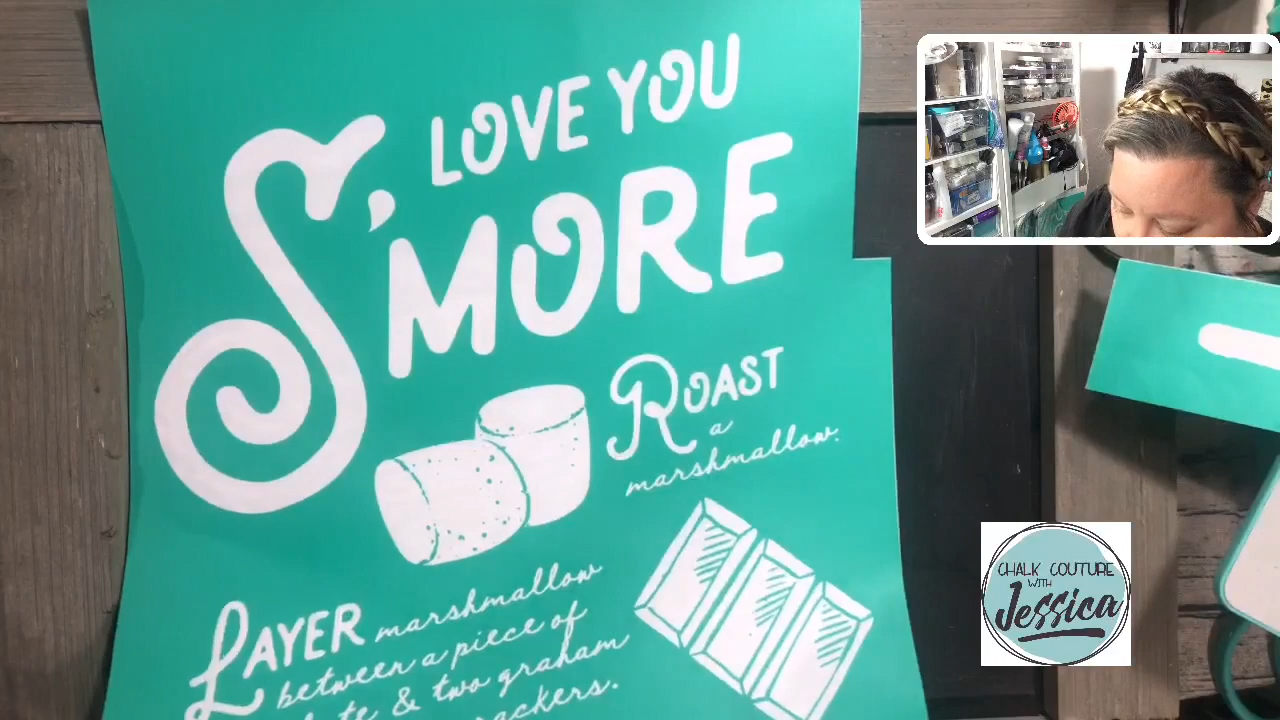 LOVE YOU
S'MORE
ROAST
a
marshmallow.
LAYER marshmallow
between a piece of
& two graham
CHALK COUTURE
WITH
Jessica